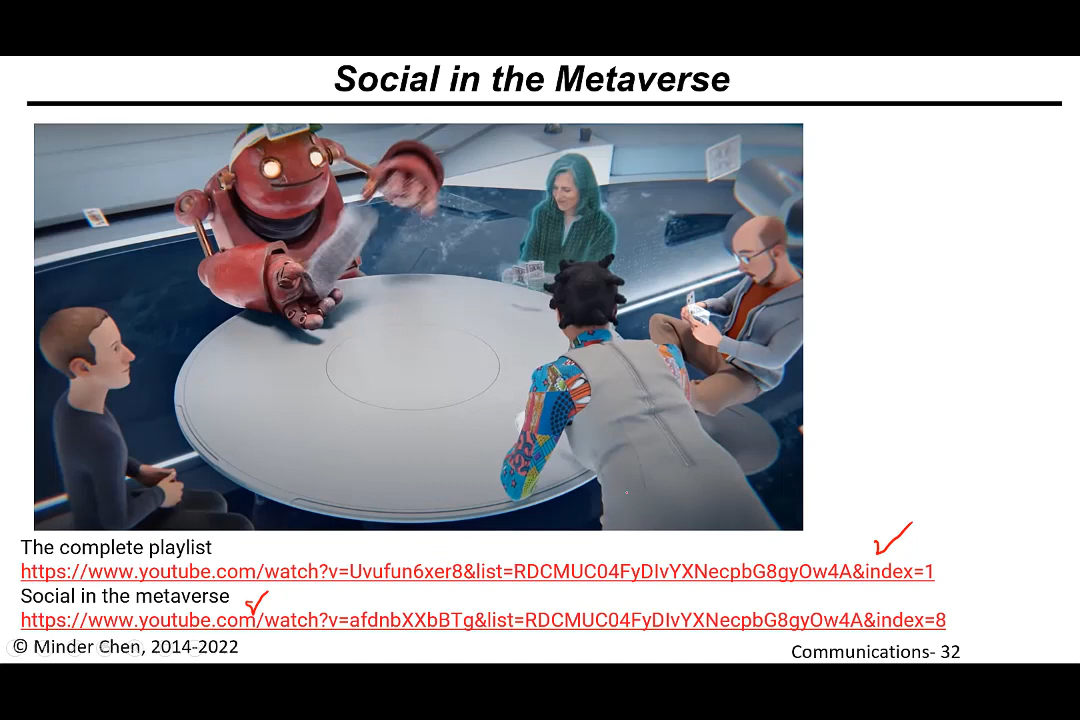 Social in the Metaverse
The complete playlist
https://www.youtube.com/watch?v=Uvufun6xer8&list=RDCMUC04FyDIvYXNecpbG8gyOw4A&index=1
Social in the metaverse
https://www.youtube.com/watch?v=afdnbXXbBTg&list=RDCMUC04FyDIvYXNecpbG8gyOw4A&index=8
© Minder Chen, 2014-2022
Communications- 32